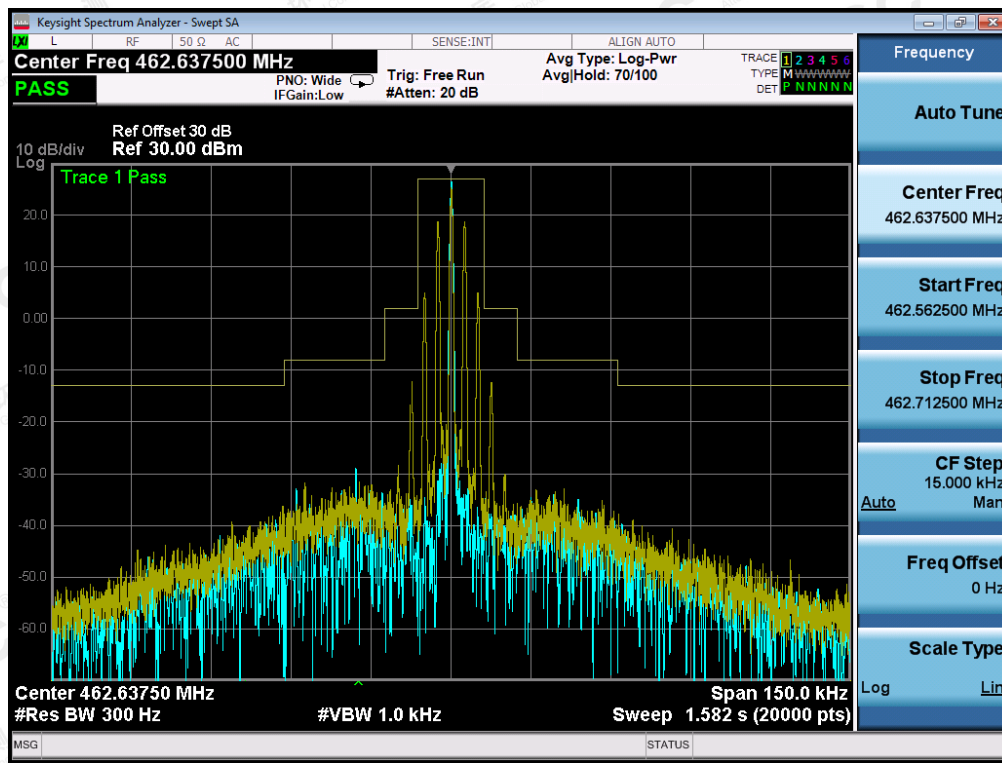 Keysight Spectrum Analyzer - Swept SA
LXI L RF 50 Ω AC SENSE:INT ALIGN AUTO
Center Freq 462.637500 MHz
PASS
PNO: Wide
IFGain:Low
Trig: Free Run
#Atten: 20 dB
Avg Type: Log-Pwr
Avg|Hold: 70/100
TRACE 1 2 3 4 5 6
TYPE M WWWWW
DET P N N N N N
Ref Offset 30 dB
10 dB/div Ref 30.00 dBm
Log
Trace 1 Pass
20.0
10.0
0.00
-10.0
-20.0
-30.0
-40.0
-50.0
-60.0
Center 462.63750 MHz Span 150.0 kHz
#Res BW 300 Hz #VBW 1.0 kHz Sweep 1.582 s (20000 pts)
MSG STATUS
Frequency
Auto Tune
Center Freq
462.637500 MHz
Start Freq
462.562500 MHz
Stop Freq
462.712500 MHz
CF Step
15.000 kHz
Auto Man
Freq Offset
0 Hz
Scale Type
Log Lin